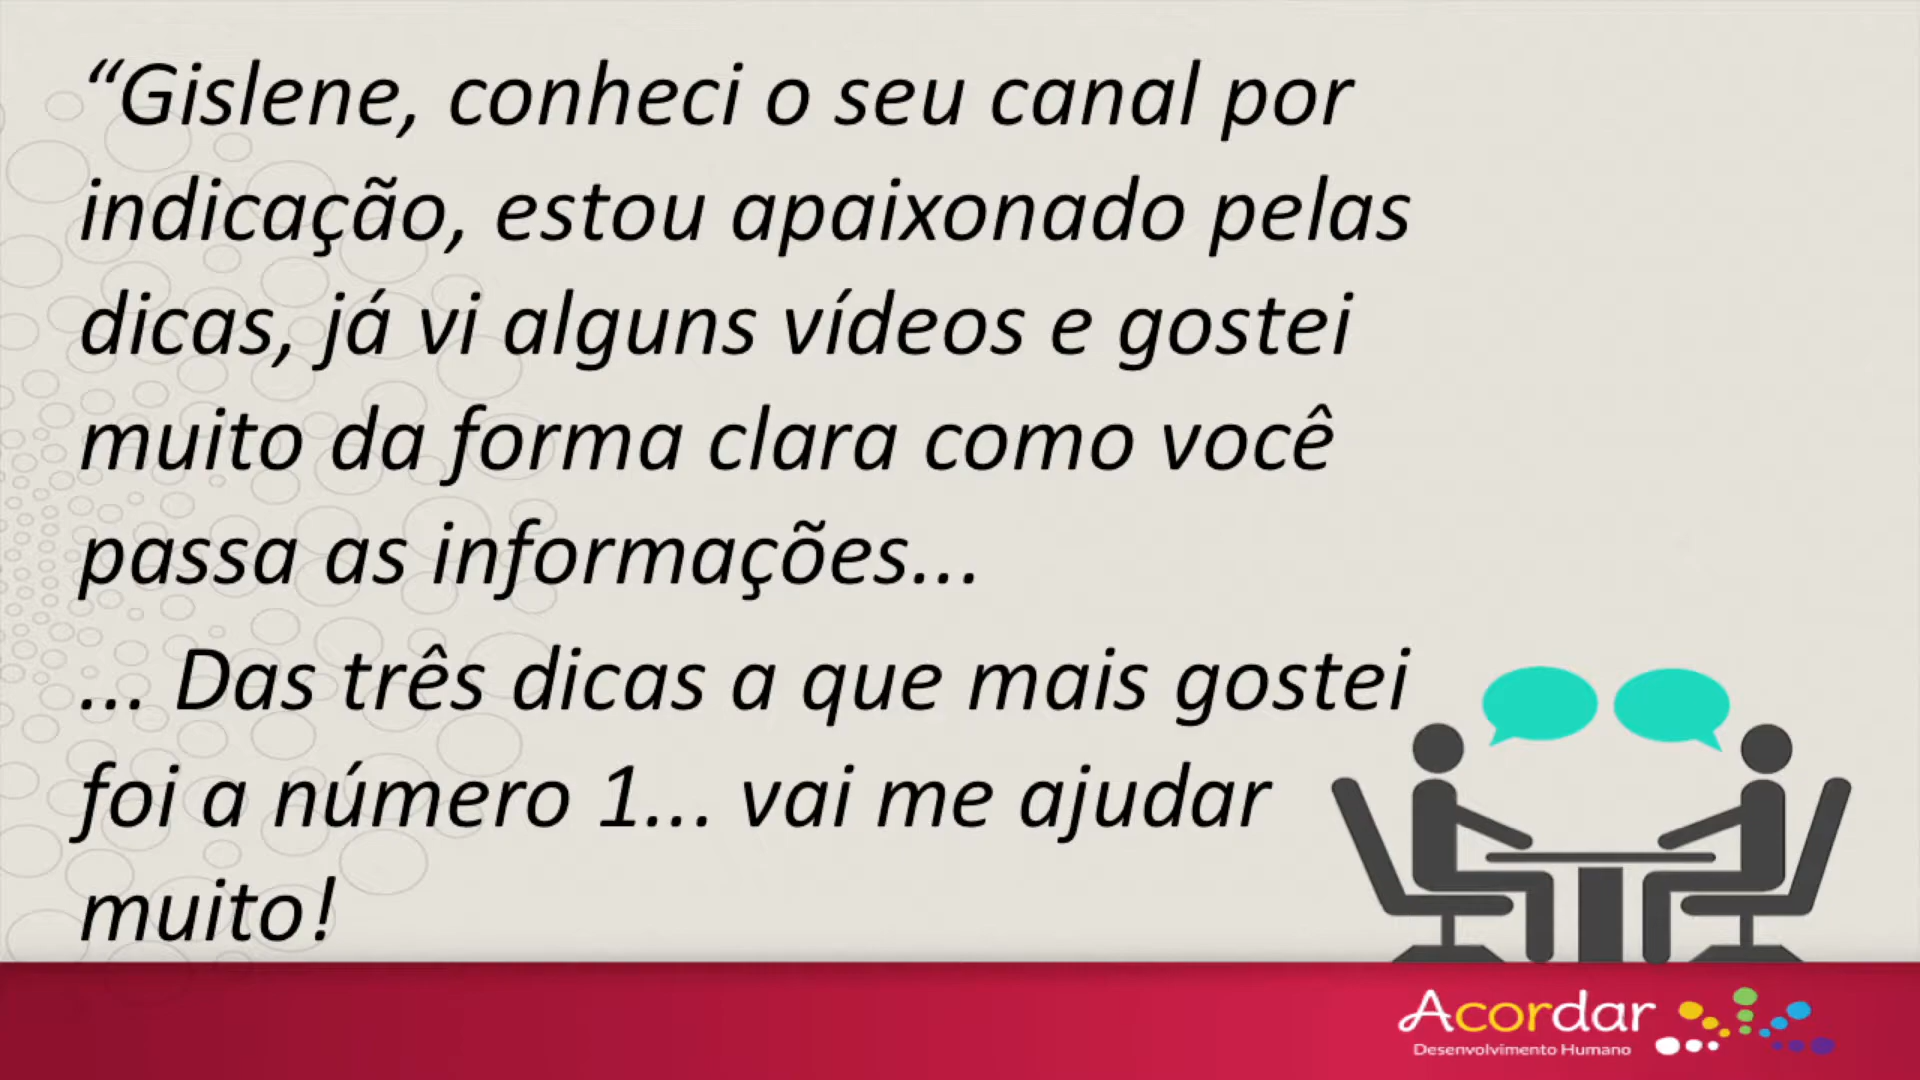 “Gislene, conheci o seu canal por
indicação, estou apaixonado pelas
dicas, já vi alguns vídeos e gostei
muito da forma clara como você
passa as informações...
... Das três dicas a que mais gostei
foi a número 1... vai me ajudar
muito!
Acordar
Desenvolvimento Humano